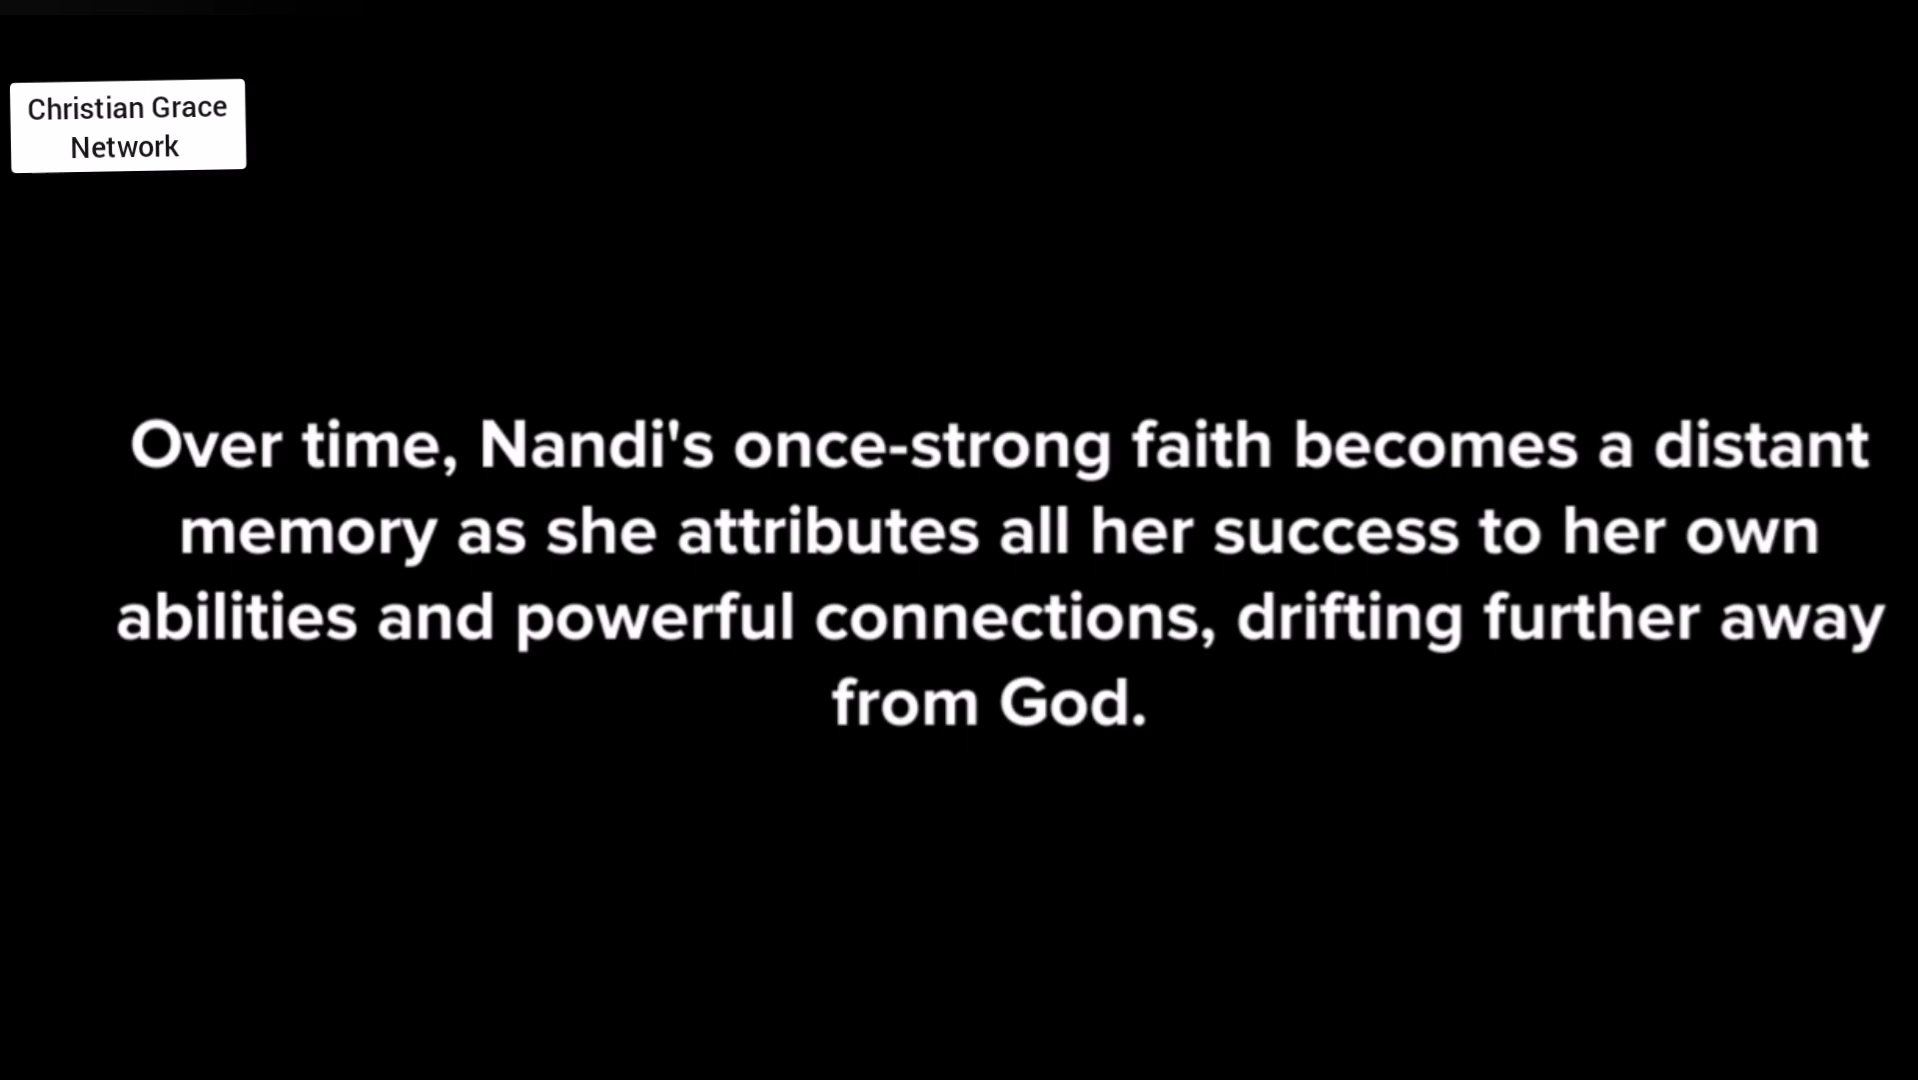 Christian Grace
Network
Over time, Nandi's once-strong faith becomes a distant
memory as she attributes all her success to her own
abilities and powerful connections, drifting further away
from God.